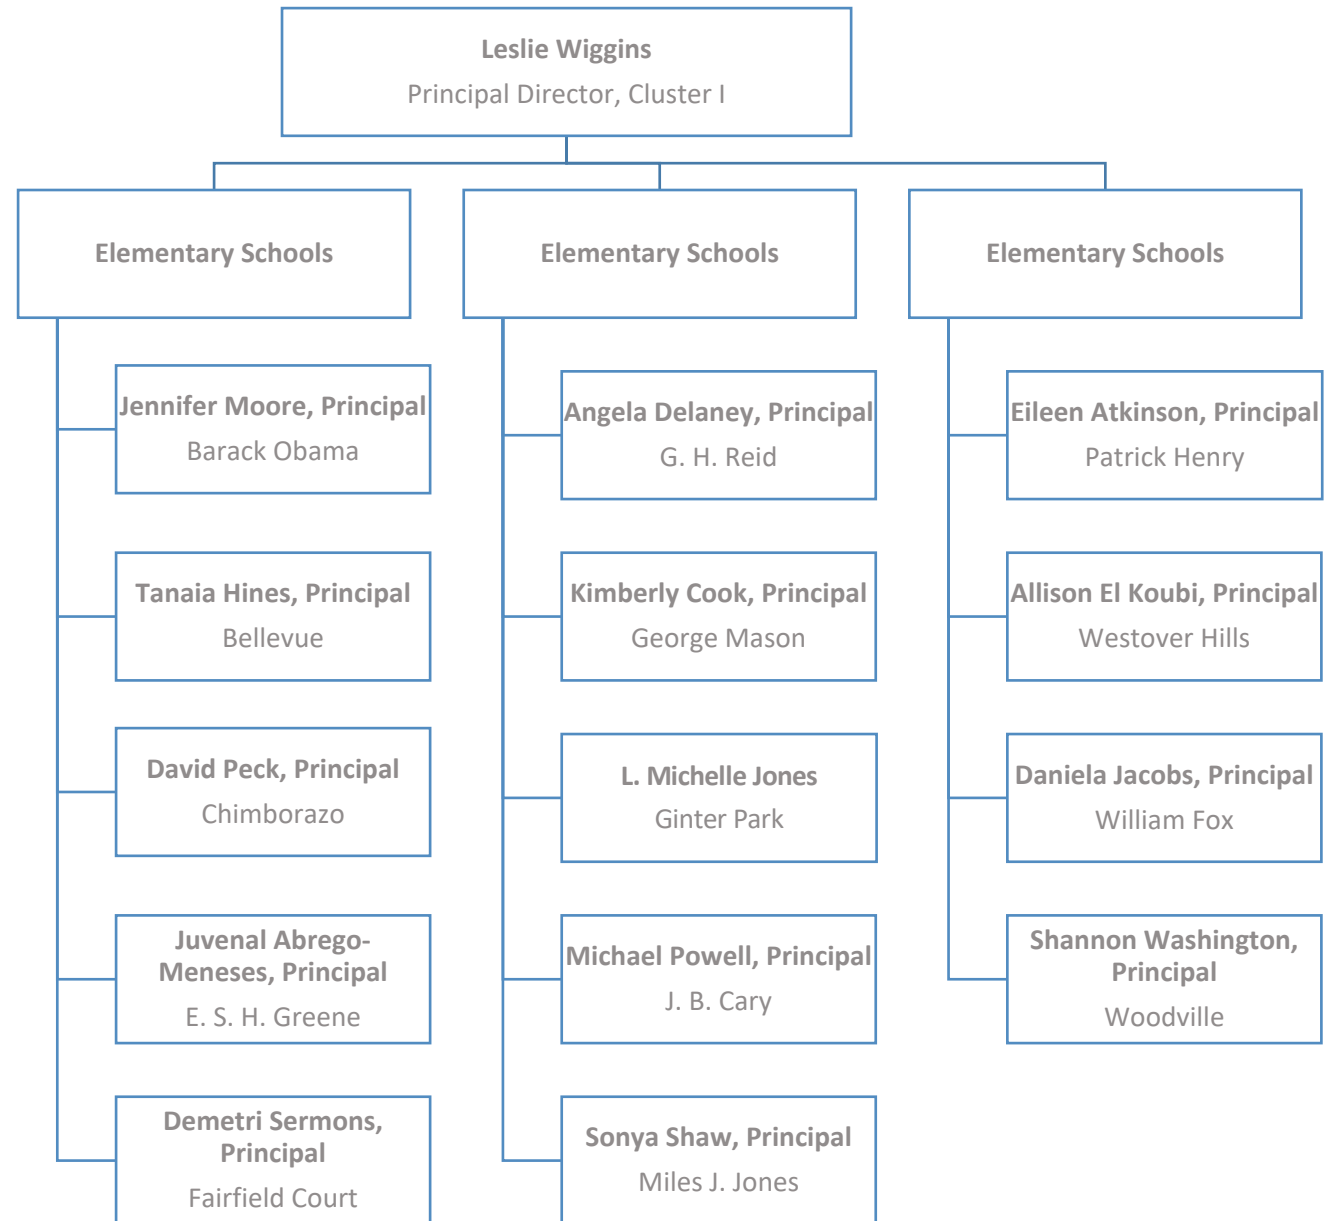 Leslie Wiggins
Principal Director, Cluster I
Elementary Schools
Jennifer Moore, Principal
Barack Obama
Tanaia Hines, Principal
Bellevue
David Peck, Principal
Chimborazo
Juvenal Abrego-
Meneses, Principal
E. S. H. Greene
Demetri Sermons,
Principal
Fairfield Court
Elementary Schools
Angela Delaney, Principal
G. H. Reid
Kimberly Cook, Principal
George Mason
L. Michelle Jones
Ginter Park
Michael Powell, Principal
J. B. Cary
Sonya Shaw, Principal
Miles J. Jones
Elementary Schools
Eileen Atkinson, Principal
Patrick Henry
Allison El Koubi, Principal
Westover Hills
Daniela Jacobs, Principal
William Fox
Shannon Washington,
Principal
Woodville